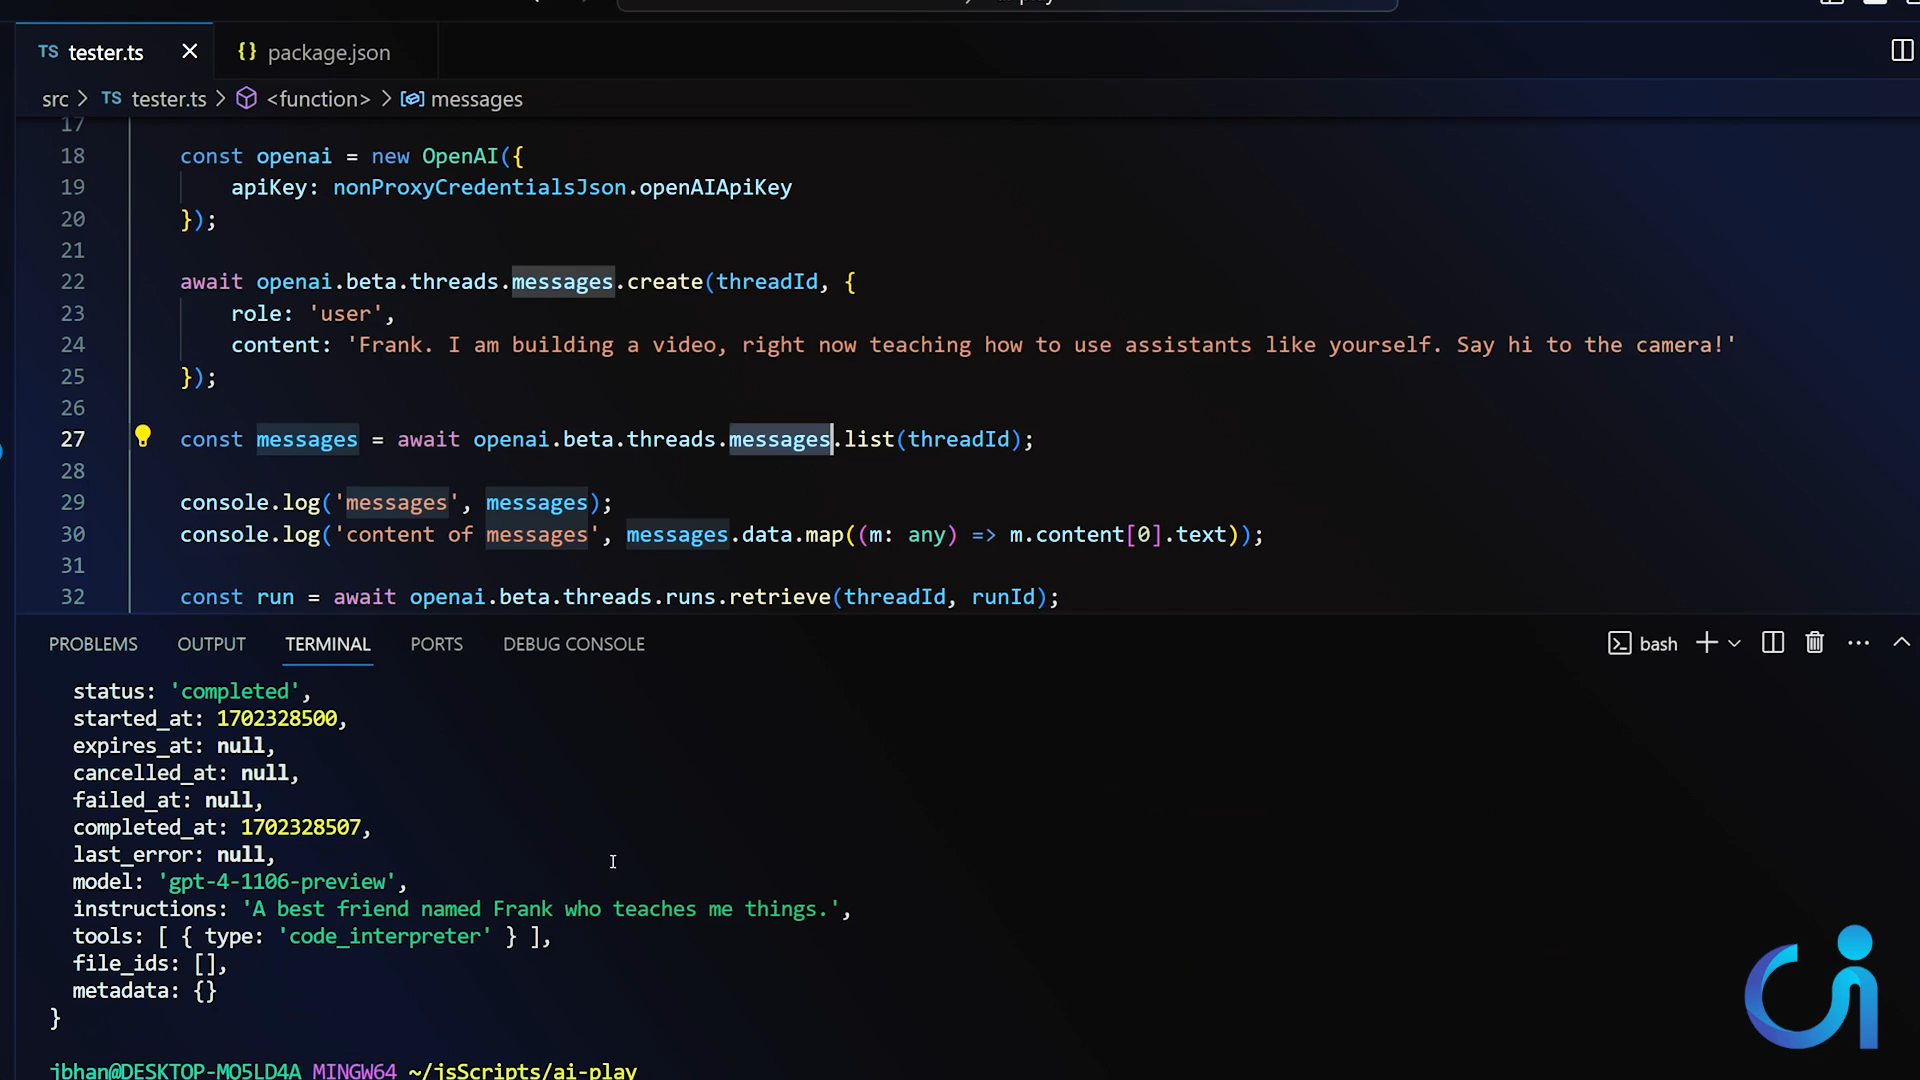 TS tester.ts {} package.json
src > TS tester.ts > <function> > messages
17
18 const openai = new OpenAI({
19 apiKey: nonProxyCredentialsJson.openAIApiKey
20 });
21
22 await openai.beta.threads.messages.create(threadId, {
23 role: 'user',
24 content: 'Frank. I am building a video, right now teaching how to use assistants like yourself. Say hi to the camera!'
25 });
26
27 const messages = await openai.beta.threads.messages.list(threadId);
28
29 console.log('messages', messages);
30 console.log('content of messages', messages.data.map((m: any) => m.content[0].text));
31
32 const run = await openai.beta.threads.runs.retrieve(threadId, runId);
PROBLEMS OUTPUT TERMINAL PORTS DEBUG CONSOLE bash
status: 'completed',
started_at: 1702328500,
expires_at: null,
cancelled_at: null,
failed_at: null,
completed_at: 1702328507,
last_error: null,
model: 'gpt-4-1106-preview',
instructions: 'A best friend named Frank who teaches me things.',
tools: [ { type: 'code_interpreter' } ],
file_ids: [],
metadata: {}
}
jbhan@DESKTOP-MQ5LD4A MINGW64 ~/jsScripts/ai-play